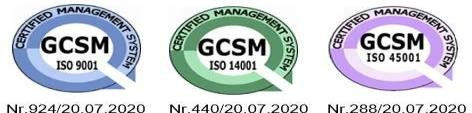 CERTIFIED MANAGEMENT SYSTEM
GCSM
ISO 9001
Nr.924/20.07.2020
CERTIFIED MANAGEMENT SYSTEM
GCSM
ISO 14001
Nr.440/20.07.2020
CERTIFIED MANAGEMENT SYSTEM
GCSM
ISO 45001
Nr.288/20.07.2020